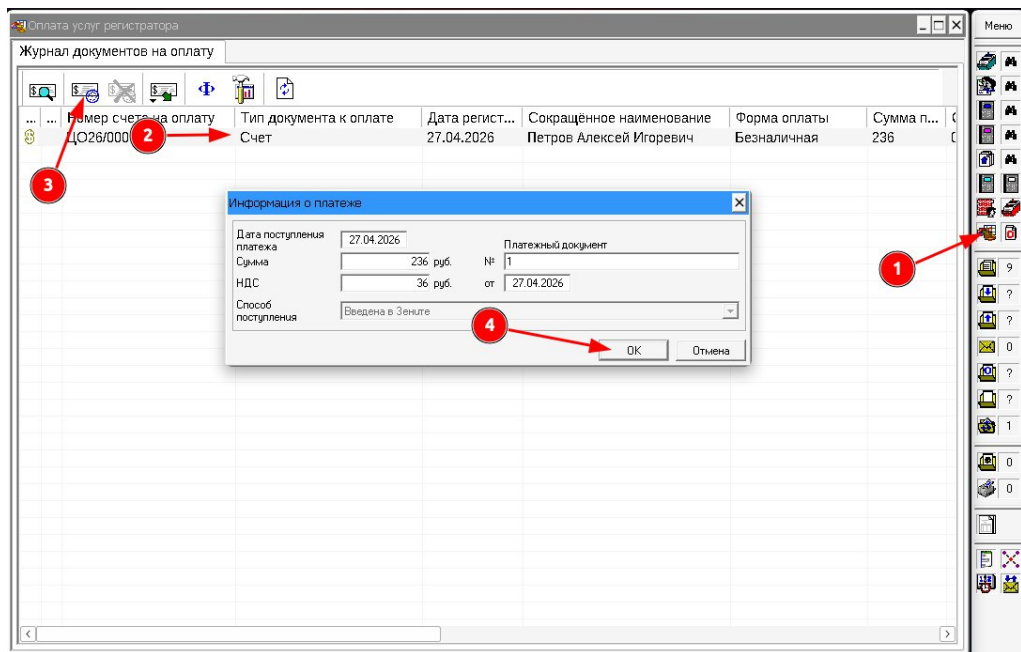 Оплата услуг регистратора
Меню
Журнал документов на оплату
... ... Номер счета на оплату Тип документа к оплате Дата регист... Сокращённое наименование Форма оплаты Сумма п...
ЦО26/000 2 Счет 27.04.2026 Петров Алексей Игоревич Безналичная 236
3
Информация о платеже
Дата поступления платежа 27.04.2026
Платежный документ
Сумма 236 руб. № 1
НДС 36 руб. от 27.04.2026
Способ поступления Введена в Зените
4
OK Отмена
1
9
?
?
0
?
?
1
0
0